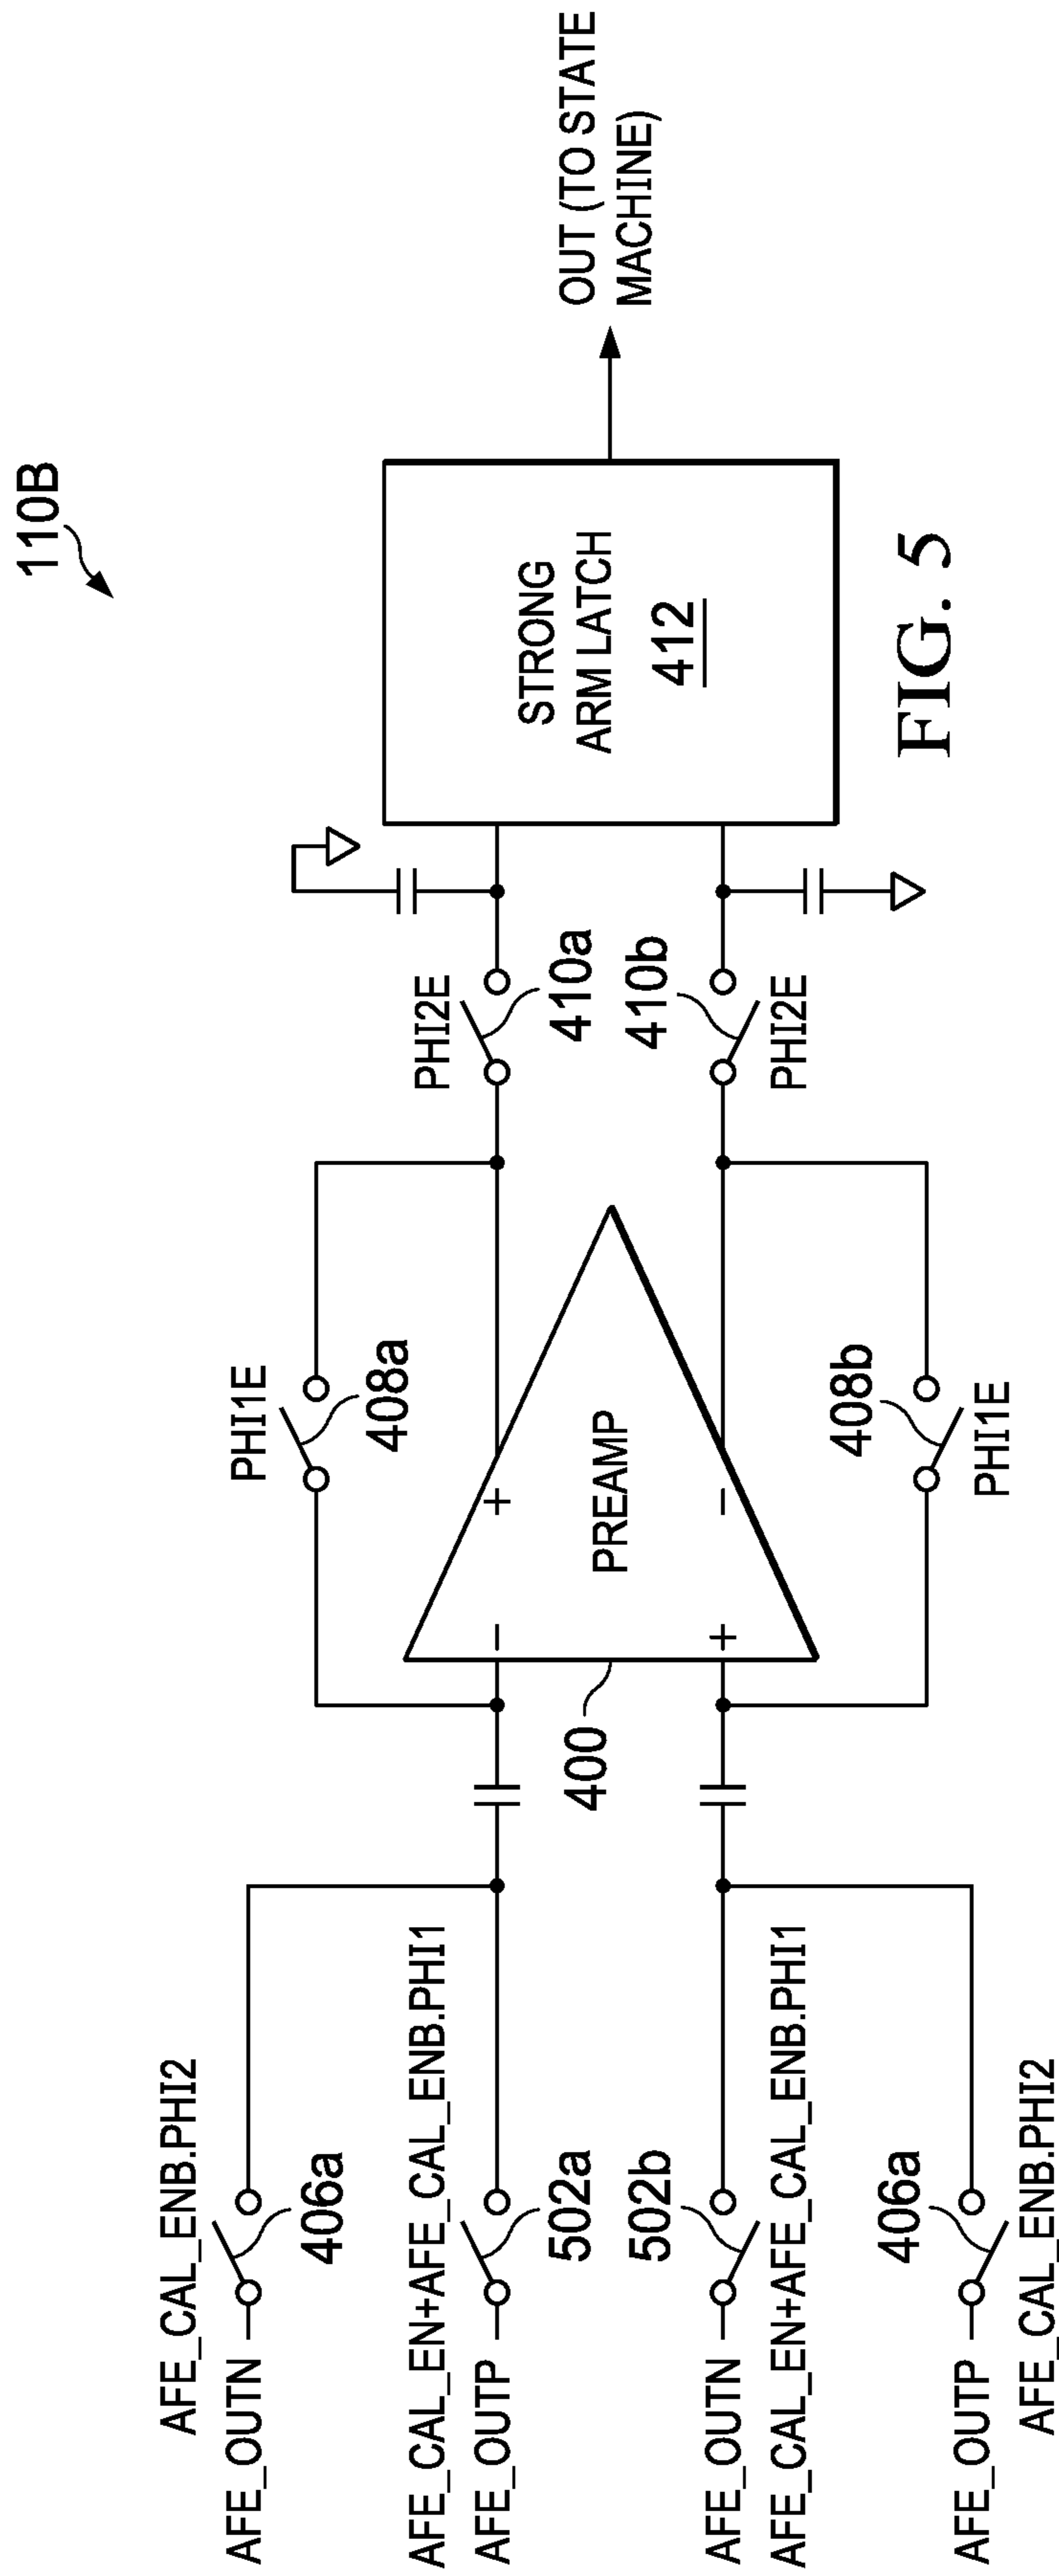 110B
AFE_CAL_ENB.PHI2
AFE_OUTN
406a
AFE_CAL_EN+AFE_CAL_ENB.PHI1
AFE_OUTP
502a
502b
AFE_OUTN
AFE_CAL_EN+AFE_CAL_ENB.PHI1
406a
AFE_OUTP
AFE_CAL_ENB.PHI2
PHI1E
408a
-
+
PREAMP
+
-
400
408b
PHI1E
PHI2E
410a
410b
PHI2E
STRONG
ARM LATCH
412
OUT (TO STATE
MACHINE)
FIG. 5